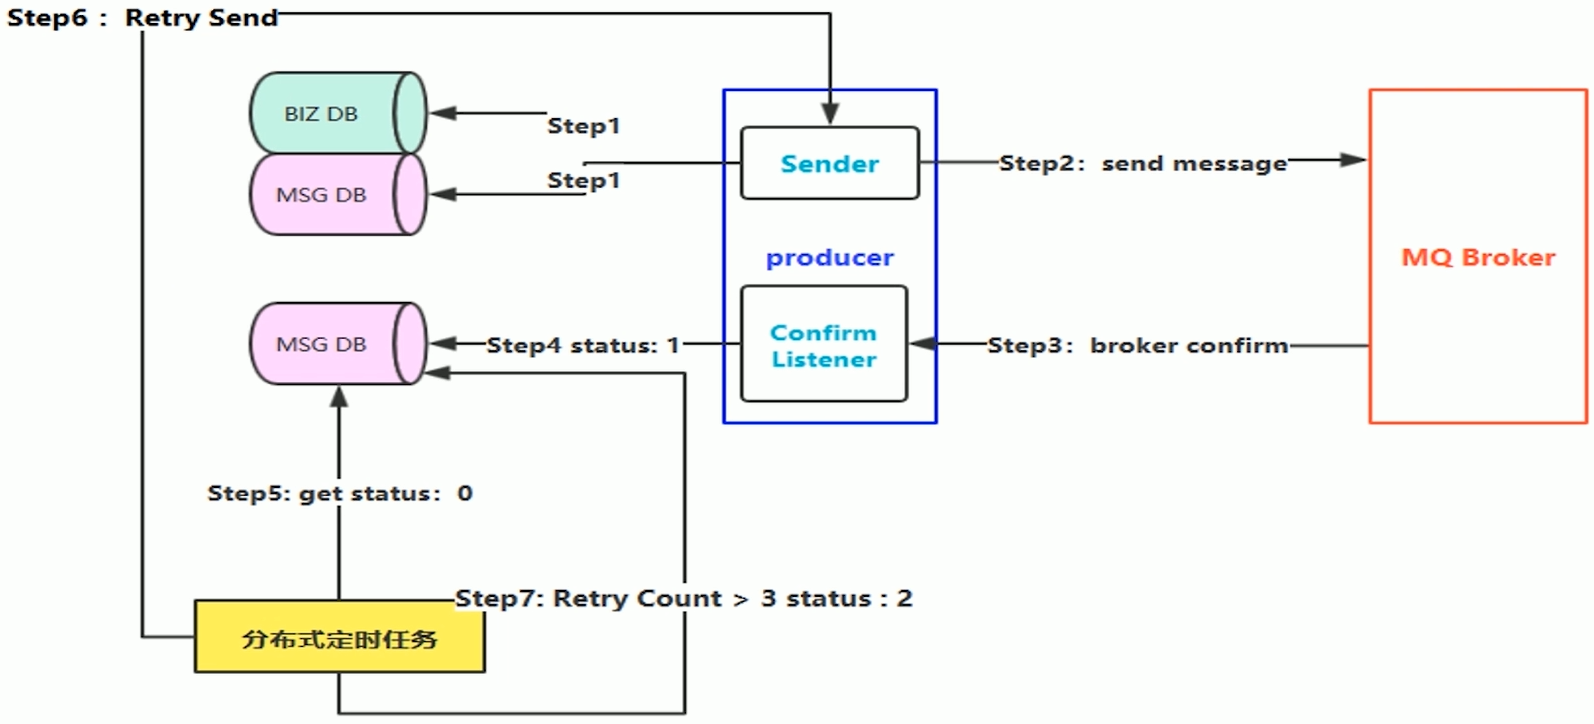 Step6 :  Retry Send
BIZ DB
Step1
MSG DB
Step1
Sender
Step2: send message
producer
MQ Broker
MSG DB
Step4 status: 1
Confirm
Listener
Step3: broker confirm
Step5: get status: 0
Step7: Retry Count > 3 status : 2
分布式定时任务